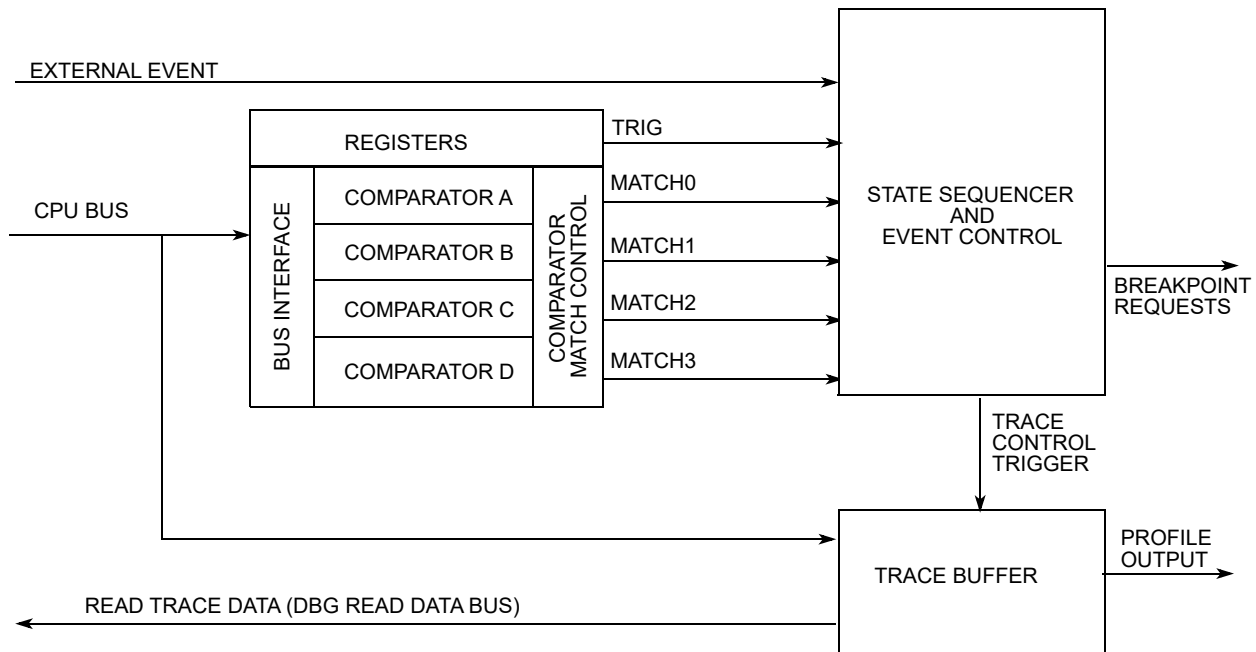 EXTERNAL EVENT
REGISTERS
TRIG
CPU BUS
BUS INTERFACE
COMPARATOR A
COMPARATOR B
COMPARATOR C
COMPARATOR D
COMPARATOR
MATCH CONTROL
MATCH0
MATCH1
MATCH2
MATCH3
STATE SEQUENCER
AND
EVENT CONTROL
BREAKPOINT
REQUESTS
TRACE
CONTROL
TRIGGER
TRACE BUFFER
PROFILE
OUTPUT
READ TRACE DATA (DBG READ DATA BUS)